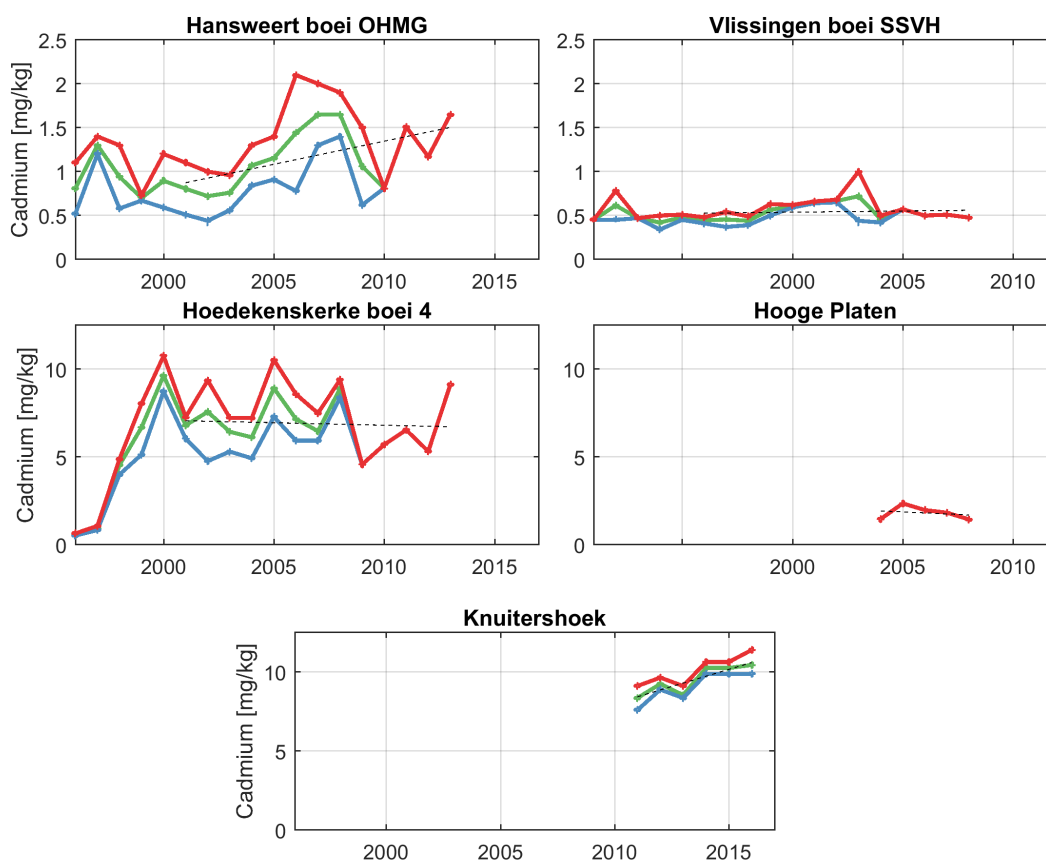 Hansweert boei OHMG
Vlissingen boei SSVH
Cadmium [mg/kg]
2.5
2
1.5
1
0.5
0
2000 2005 2010 2015
2.5
2
1.5
1
0.5
0
2000 2005 2010
Hoedekenskerke boei 4
Hooge Platen
Cadmium [mg/kg]
10
5
0
2000 2005 2010 2015
10
5
0
2000 2005 2010
Knuitershoek
Cadmium [mg/kg]
10
5
0
2000 2005 2010 2015